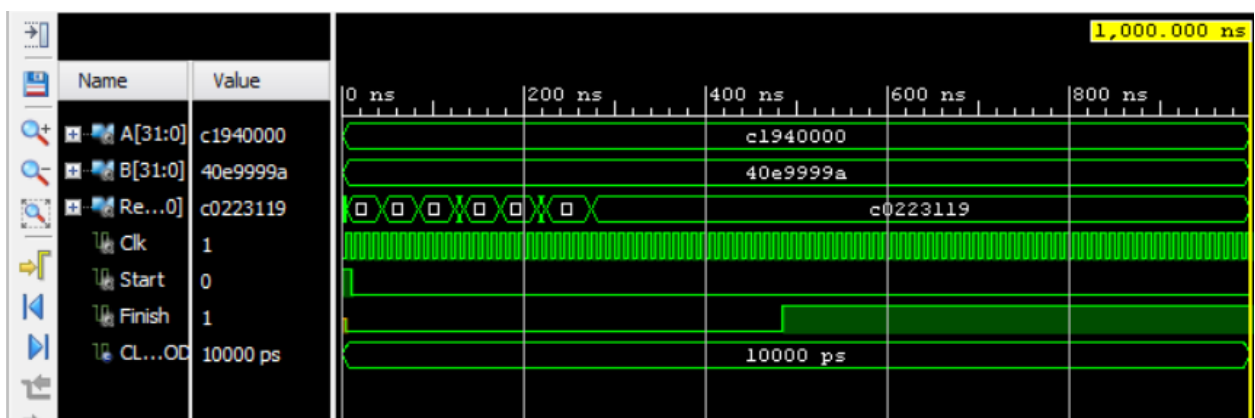 1,000.000 ns
Name Value
0 ns 200 ns 400 ns 600 ns 800 ns
A[31:0] c1940000 c1940000
B[31:0] 40e9999a 40e9999a
Re...0] c0223119 c0223119
Clk 1
Start 0
Finish 1
CL...OD 10000 ps 10000 ps